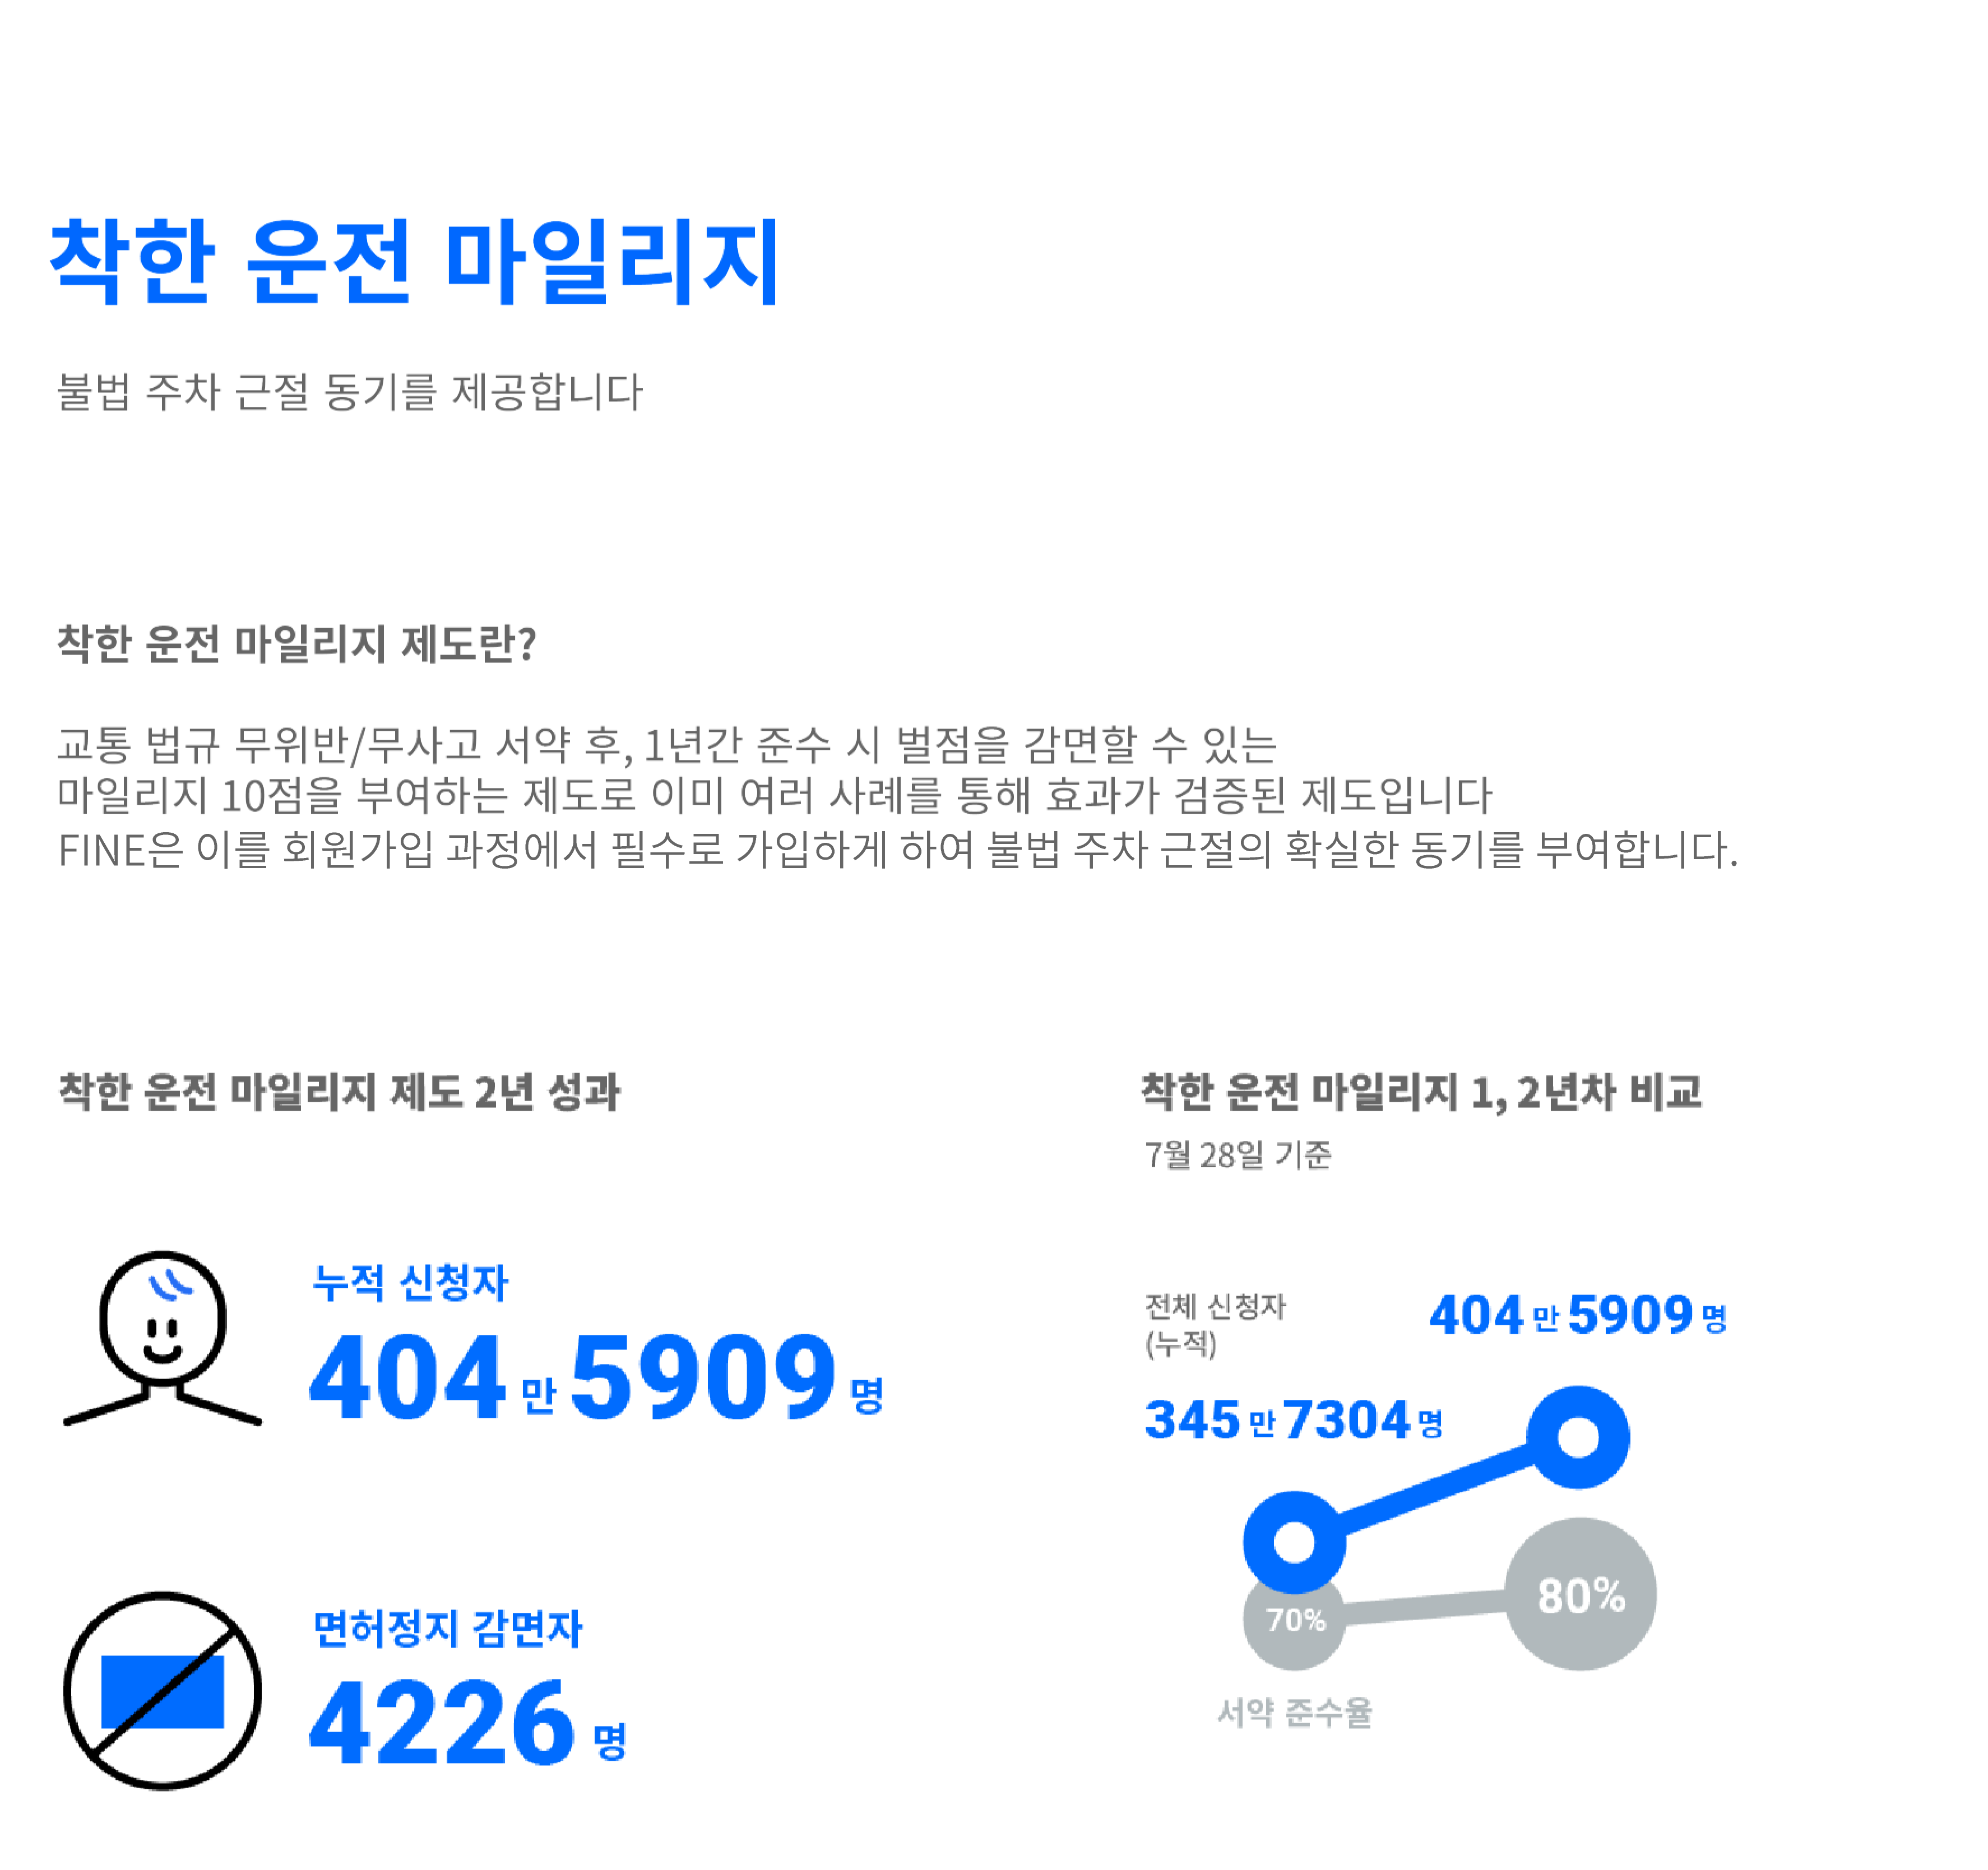 착한 운전 마일리지
불법 주차 근절 동기를 제공합니다
착한 운전 마일리지 제도란?
교통 법규 무위반/무사고 서약 후, 1년간 준수 시 벌점을 감면할 수 있는
마일리지 10점을 부여하는 제도로 이미 여러 사례를 통해 효과가 검증된 제도입니다
FINE은 이를 회원가입 과정에서 필수로 가입하게 하여 불법 주차 근절의 확실한 동기를 부여합니다.
착한 운전 마일리지 제도 2년 성과
누적 신청자
404만 5909명
면허정지 감면자
4226명
착한 운전 마일리지 1, 2년차 비교
7월 28일 기준
전체 신청자
(누적)
404만 5909명
345만 7304명
70%
80%
서약 준수율